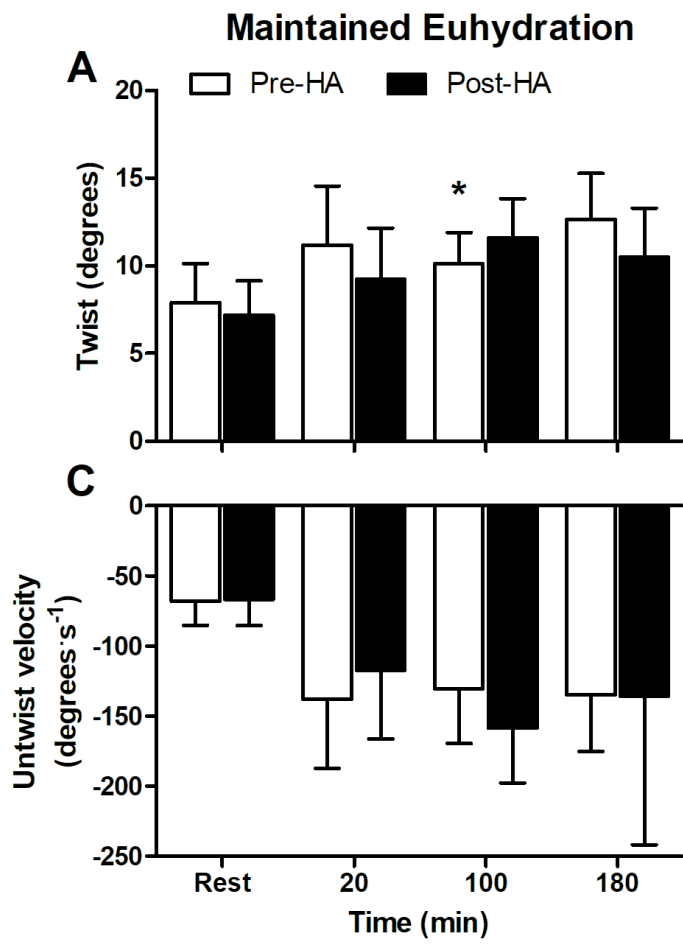 Maintained Euhydration
A
Pre-HA
Post-HA
20
15
10
5
0
Twist (degrees)
*
C
0
-50
-100
-150
-200
-250
Untwist velocity
(degrees·s⁻¹)
Rest
20
100
180
Time (min)